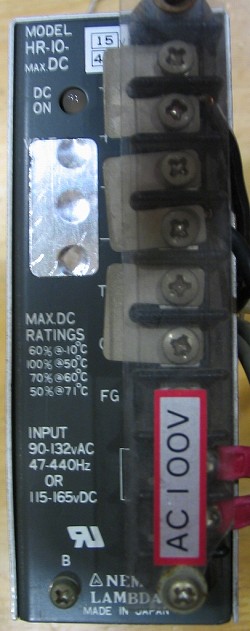 MODEL
HR-10-
15
MAX.DC
4
DC
ON
MAX.DC
RATINGS
60% @-10°C
100% @50°C
70% @60°C
50% @71°C
FG
INPUT
90-132VAC
47-440Hz
OR
115-165VDC
AC100V
B
LAMBDA
MADE IN JAPAN